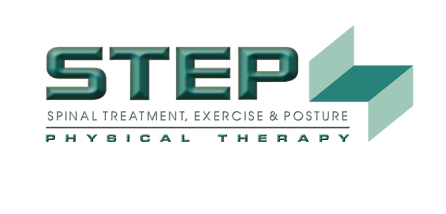 STEP
SPINAL TREATMENT, EXERCISE & POSTURE
PHYSICAL THERAPY